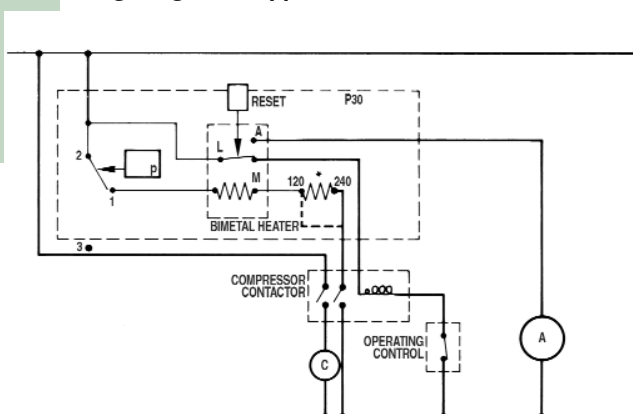 RESET
P30
A
L
2
p
1
M
120
240
BIMETAL HEATER
3
COMPRESSOR
CONTACTOR
OPERATING
CONTROL
A
C